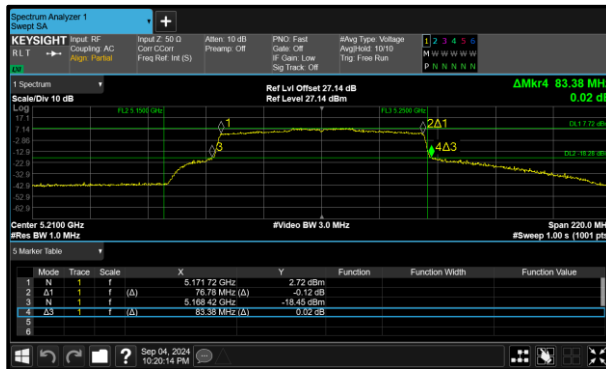 Spectrum Analyzer 1
Swept SA
KEYSIGHT Input: RF Input Z: 50 Ω Atten: 10 dB PNO: Fast #Avg Type: Voltage 1 2 3 4 5 6
RLT Coupling: AC Corr CCorr Preamp: Off Gate: Off Avg|Hold: 10/10 M W W W W W
Align: Partial Freq Ref: Int (S) IF Gain: Low Trig: Free Run
Sig Track: Off P N N N N N
1 Spectrum Ref Lvl Offset 27.14 dB ΔMkr4 83.38 MHz
Scale/Div 10 dB Ref Level 27.14 dBm 0.02 dB
Log
17.1 FL2 5.1500 GHz FL3 5.2500 GHz
7.14 1 2Δ1 DL1 7.72 dBm
-2.86
-12.9 3 4Δ3 DL2 -18.28 dBm
-22.9
-32.9
-42.9
-52.9
-62.9
Center 5.2100 GHz #Video BW 3.0 MHz Span 220.0 MHz
#Res BW 1.0 MHz #Sweep 1.00 s (1001 pts)
5 Marker Table
Mode Trace Scale X Y Function Function Width Function Value
1 N 1 f 5.171 72 GHz 2.72 dBm
2 Δ1 1 f (Δ) 76.78 MHz (Δ) -0.12 dB
3 N 1 f 5.168 42 GHz -18.45 dBm
4 Δ3 1 f (Δ) 83.38 MHz (Δ) 0.02 dB
5
6
Sep 04, 2024
10:20:14 PM